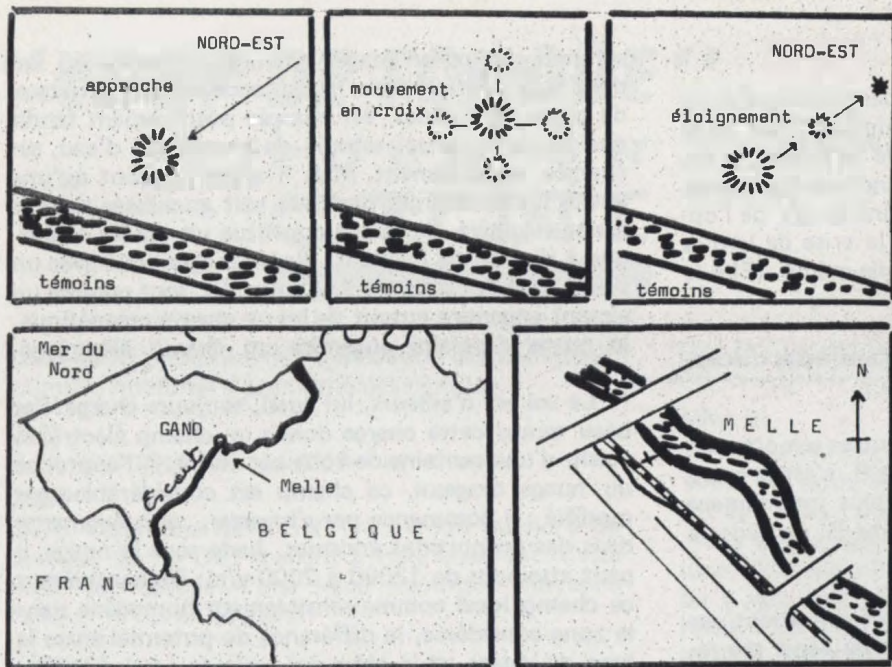 NORD-EST
approche
témoins
mouvement
en croix
témoins
NORD-EST
éloignement
témoins
Mer du
Nord
GAND
Escaut
Melle
BELGIQUE
FRANCE
N
MELLE